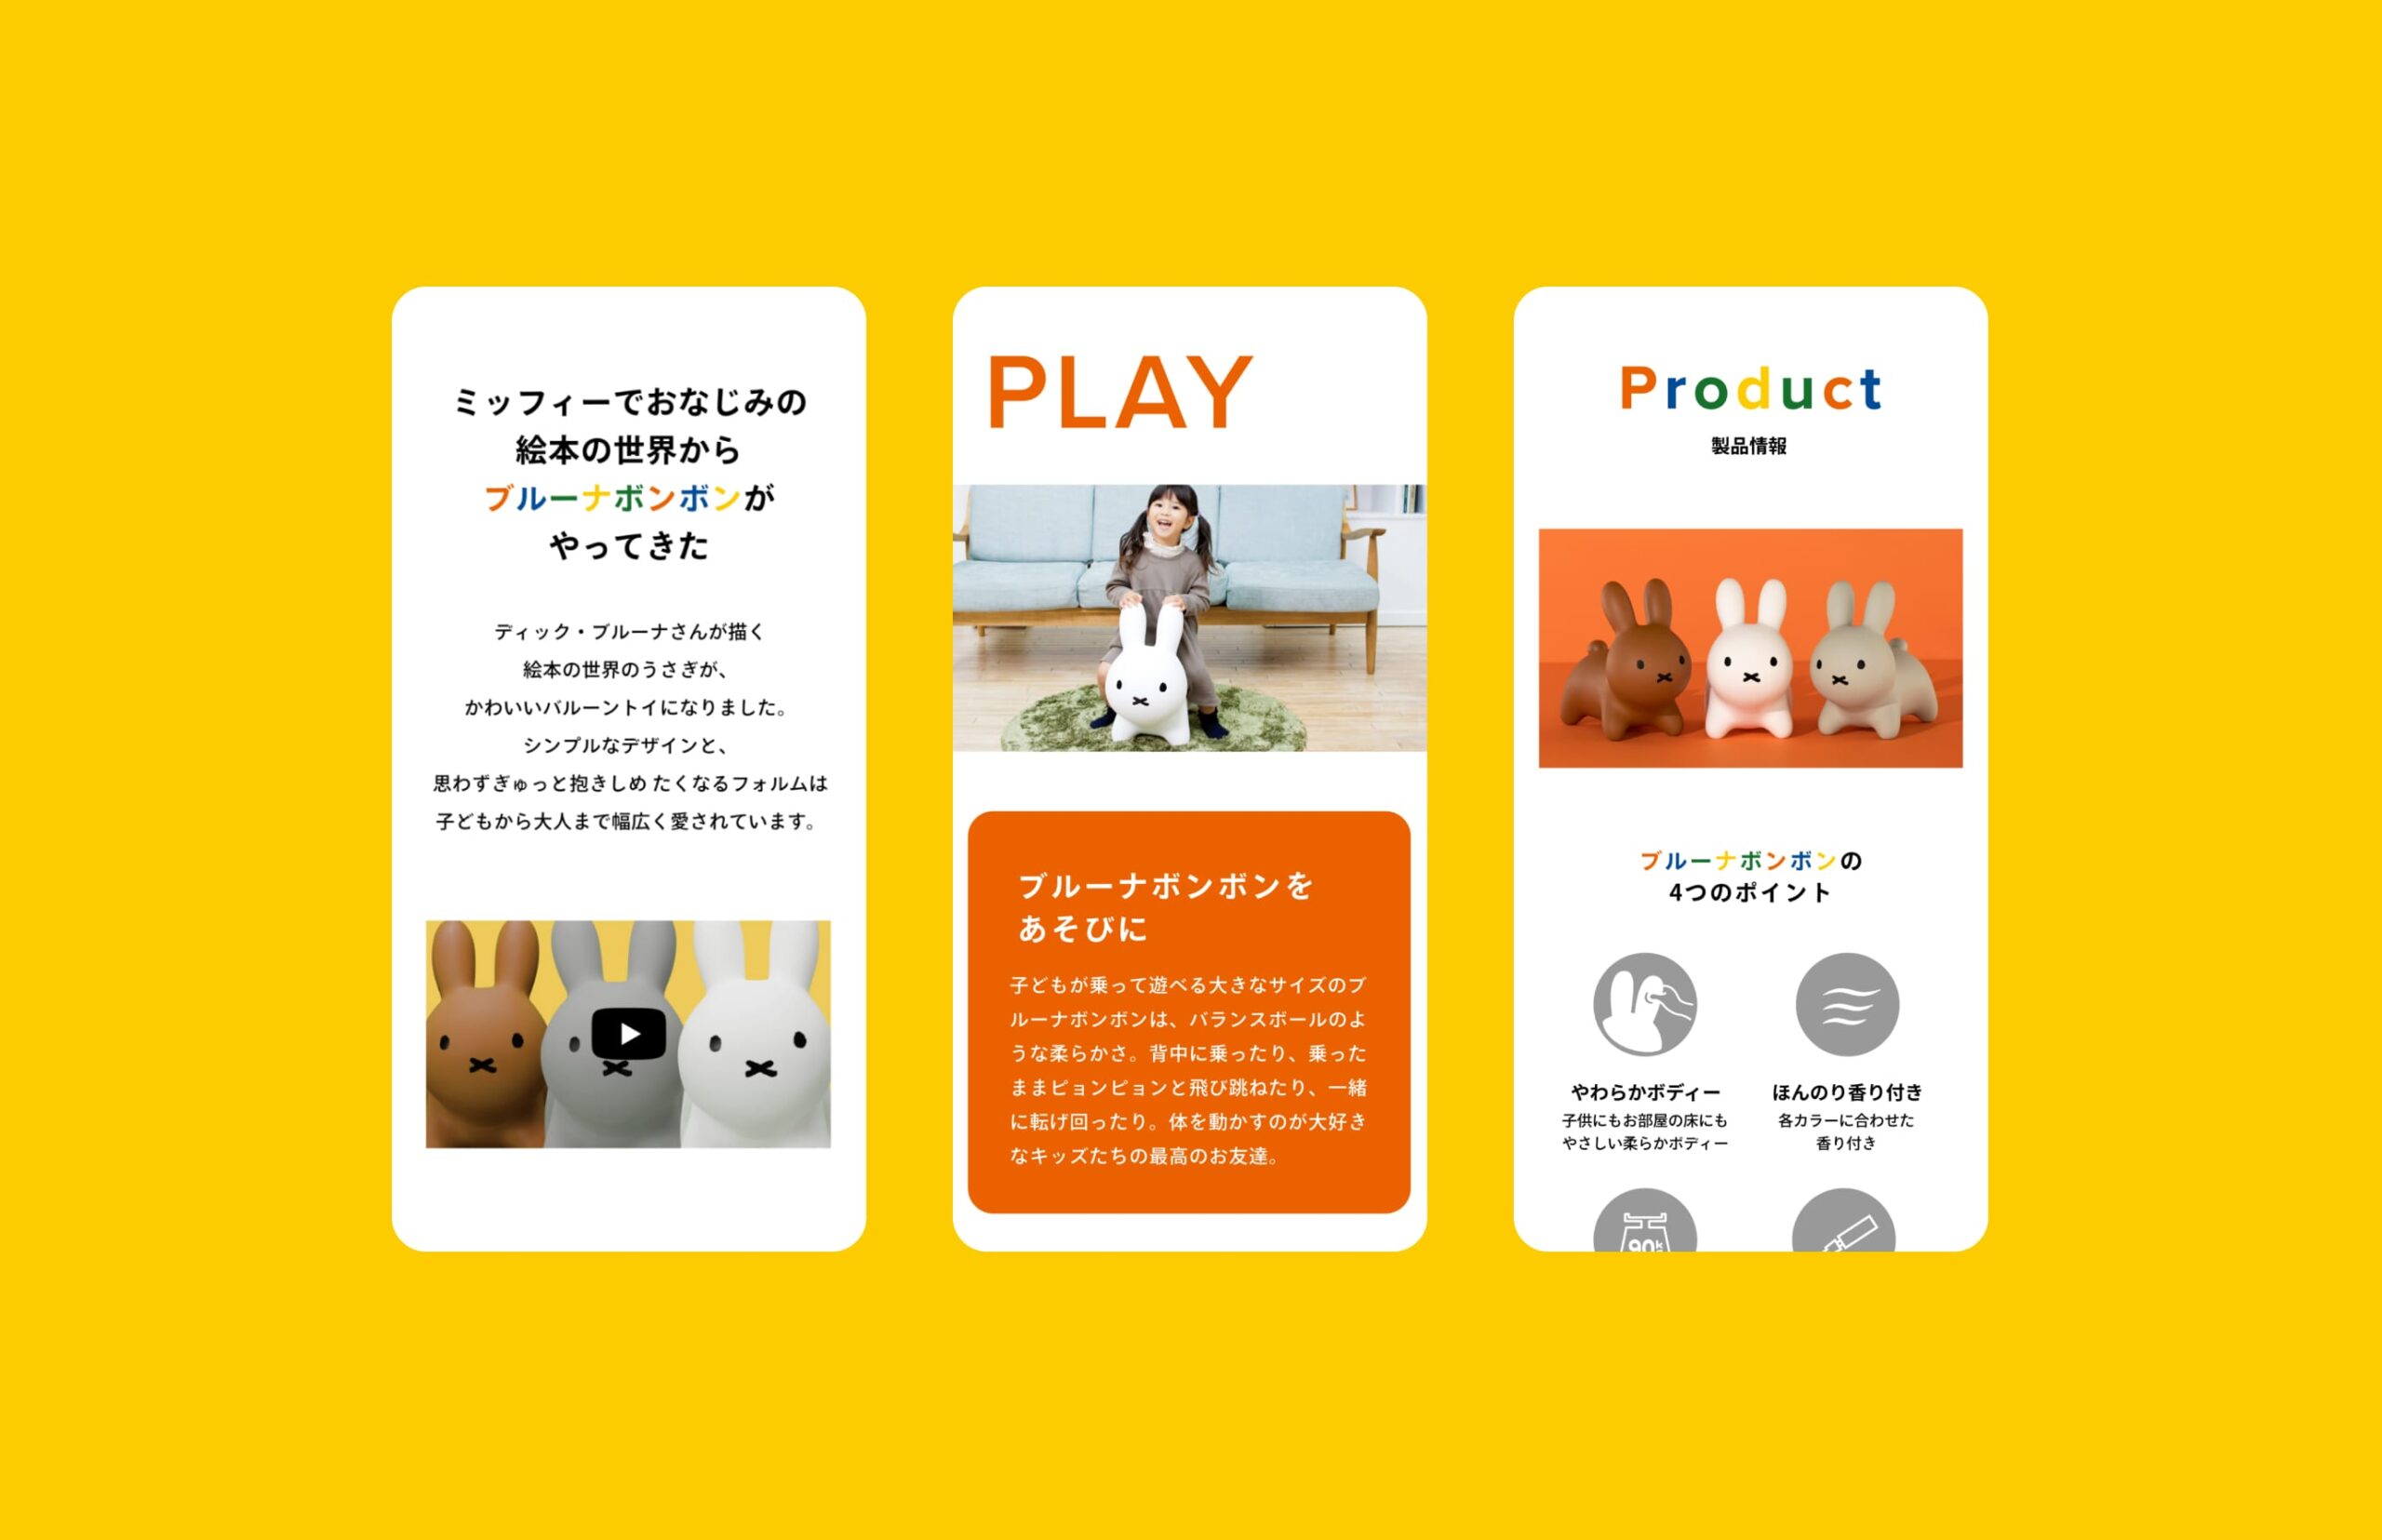 ミッフィーでおなじみの
絵本の世界から
ブルーナボンボンが
やってきた
ディック・ブルーナさんが描く
絵本の世界のうさぎが、
かわいいバルーントイになりました。
シンプルなデザインと、
思わずぎゅっと抱きしめ たくなるフォルムは
子どもから大人まで幅広く愛されています。
PLAY
ブルーナボンボンを
あそびに
子どもが乗って遊べる大きなサイズのブ
ルーナボンボンは、バランスボールのよ
うな柔らかさ。背中に乗ったり、乗った
ままピョンピョンと飛び跳ねたり、一緒
に転げ回ったり。体を動かすのが大好き
なキッズたちの最高のお友達。
Product
製品情報
ブルーナボンボンの
4つのポイント
やわらかボディー
子供にもお部屋の床にも
やさしい柔らかボディー
ほんのり香り付き
各カラーに合わせた
香り付き
90k